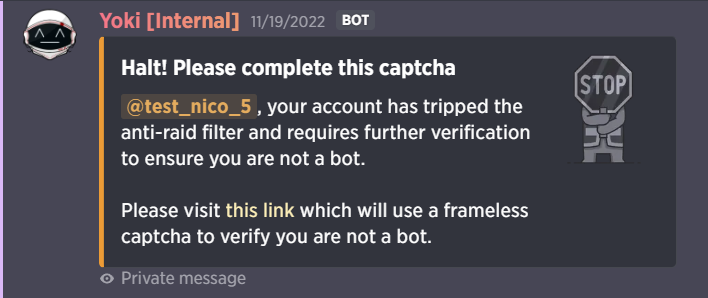 Yoki [Internal] 11/19/2022 BOT
Halt! Please complete this captcha
STOP
@test_nico_5, your account has tripped the
anti-raid filter and requires further verification
to ensure you are not a bot.
Please visit this link which will use a frameless
captcha to verify you are not a bot.
Private message